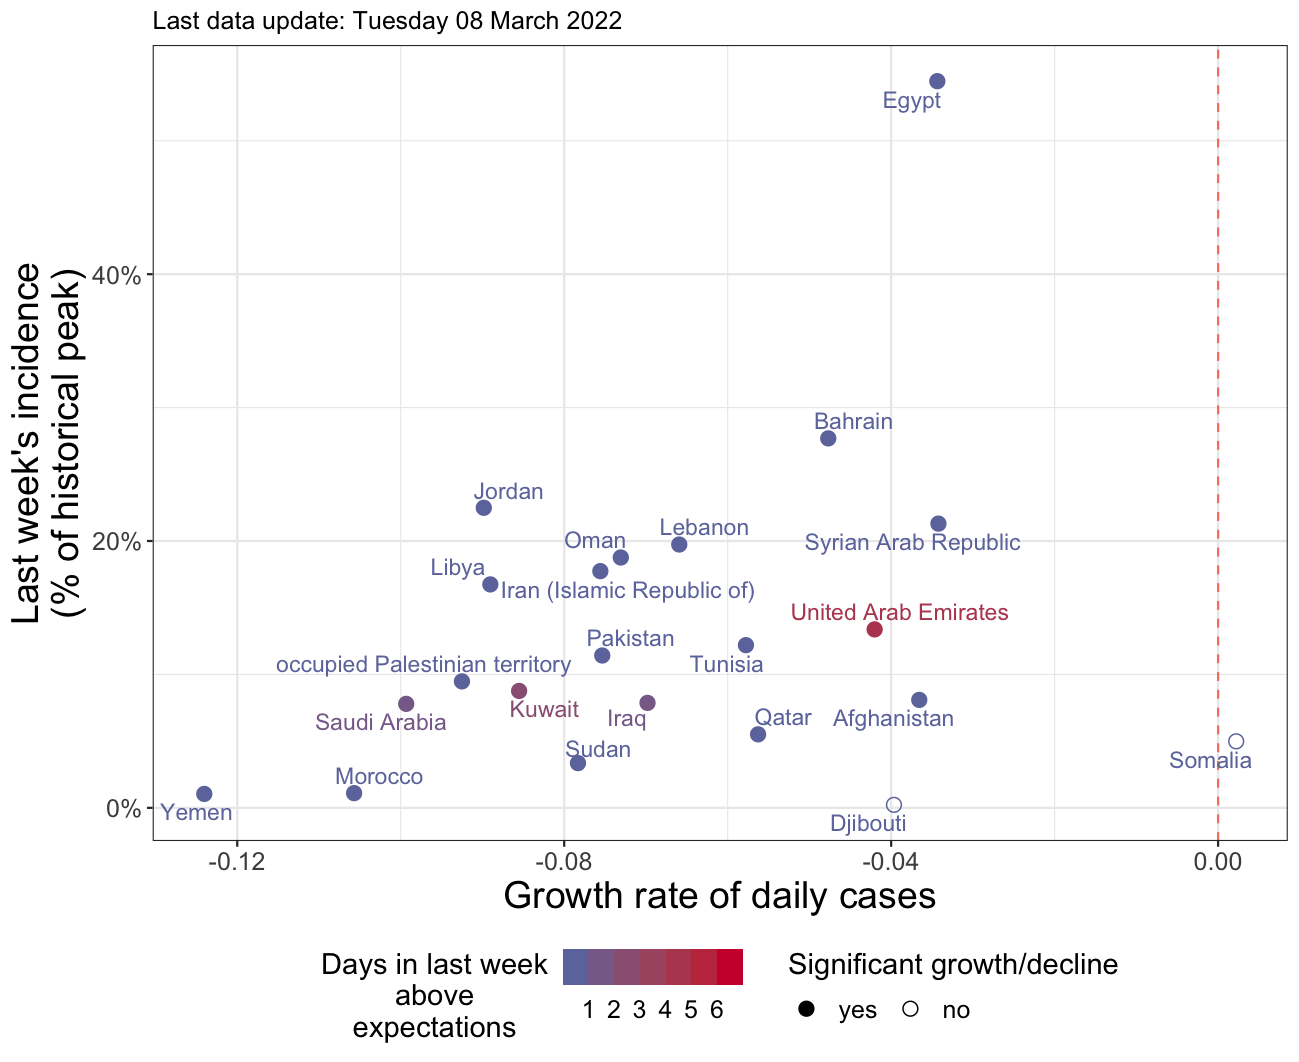 Last data update: Tuesday 08 March 2022
Last week's incidence
(% of historical peak)
40%
20%
0%
Egypt
Bahrain
Jordan
Lebanon
Oman
Syrian Arab Republic
Libya
Iran (Islamic Republic of)
United Arab Emirates
Pakistan
occupied Palestinian territory
Tunisia
Kuwait
Saudi Arabia
Iraq
Qatar
Afghanistan
Sudan
Somalia
Morocco
Yemen
Djibouti
-0.12
-0.08
-0.04
0.00
Growth rate of daily cases
Days in last week
above
expectations
1 2 3 4 5 6
Significant growth/decline
yes
no